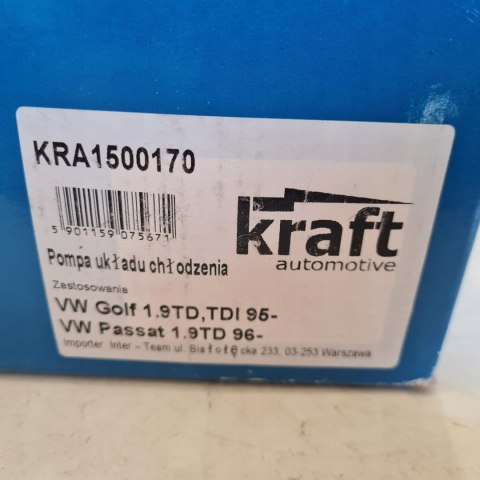 KRA1500170
5 901159 075671
kraft
automotive
Pompa układu chłodzenia
Zastosowania
VW Golf 1.9TD,TDI 95-
VW Passat 1.9TD 96-
Importer: Inter - Team ul. Białołęcka 233, 03-253 Warszawa